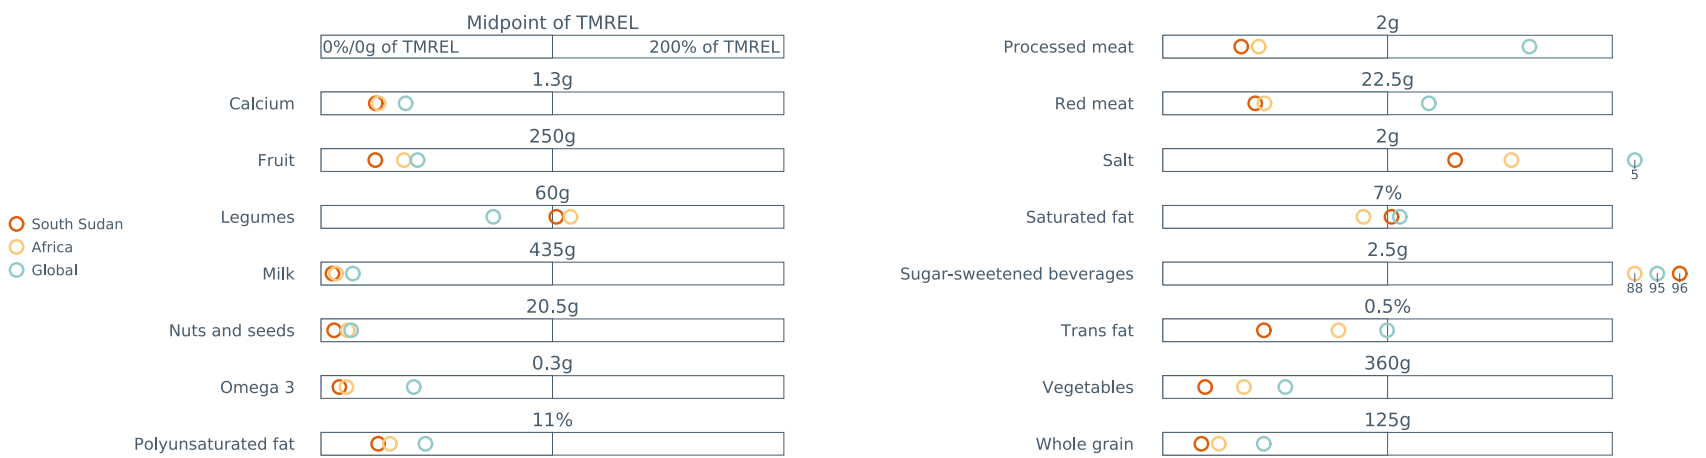 Midpoint of TMREL
0%/0g of TMREL 200% of TMREL
1.3g
Calcium
250g
Fruit
60g
Legumes
435g
Milk
20.5g
Nuts and seeds
0.3g
Omega 3
11%
Polyunsaturated fat
South Sudan
Africa
Global
2g
Processed meat
22.5g
Red meat
2g
Salt
5
7%
Saturated fat
2.5g
Sugar-sweetened beverages
88 95 96
0.5%
Trans fat
360g
Vegetables
125g
Whole grain